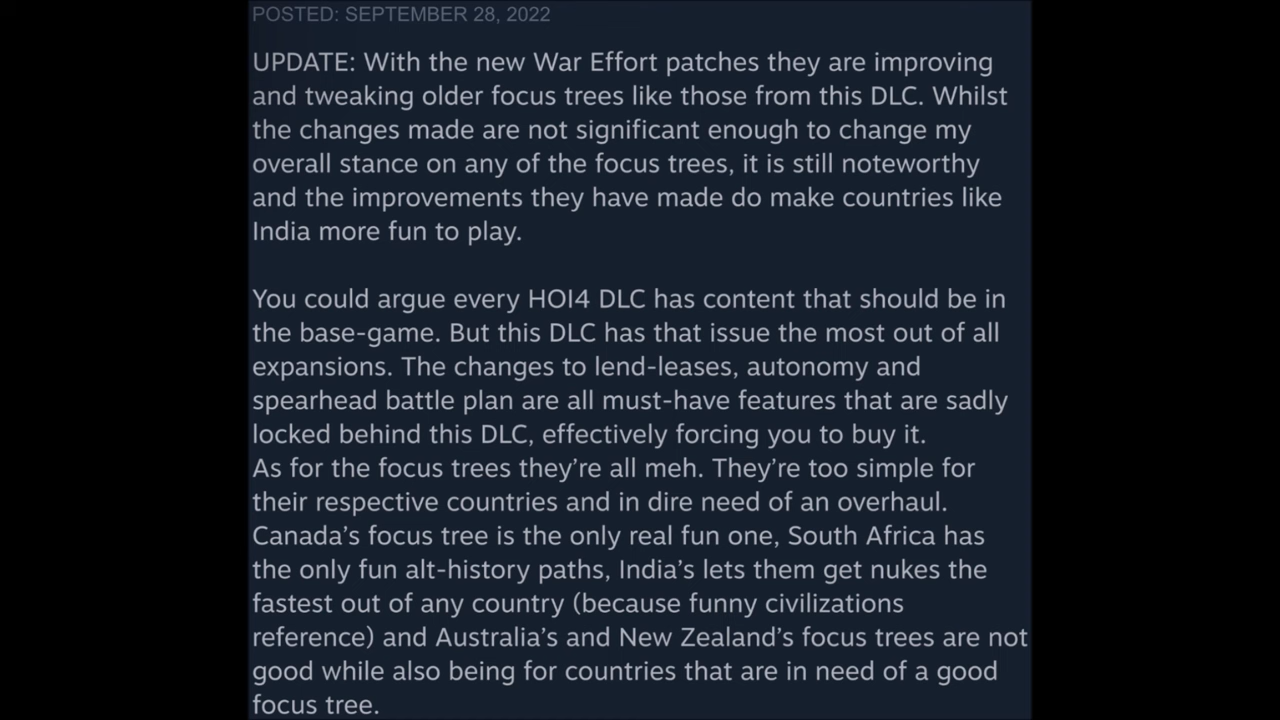 POSTED: SEPTEMBER 28, 2022
UPDATE: With the new War Effort patches they are improving
and tweaking older focus trees like those from this DLC. Whilst
the changes made are not significant enough to change my
overall stance on any of the focus trees, it is still noteworthy
and the improvements they have made do make countries like
India more fun to play.
You could argue every HOI4 DLC has content that should be in
the base-game. But this DLC has that issue the most out of all
expansions. The changes to lend-leases, autonomy and
spearhead battle plan are all must-have features that are sadly
locked behind this DLC, effectively forcing you to buy it.
As for the focus trees they’re all meh. They’re too simple for
their respective countries and in dire need of an overhaul.
Canada’s focus tree is the only real fun one, South Africa has
the only fun alt-history paths, India’s lets them get nukes the
fastest out of any country (because funny civilizations
reference) and Australia’s and New Zealand’s focus trees are not
good while also being for countries that are in need of a good
focus tree.